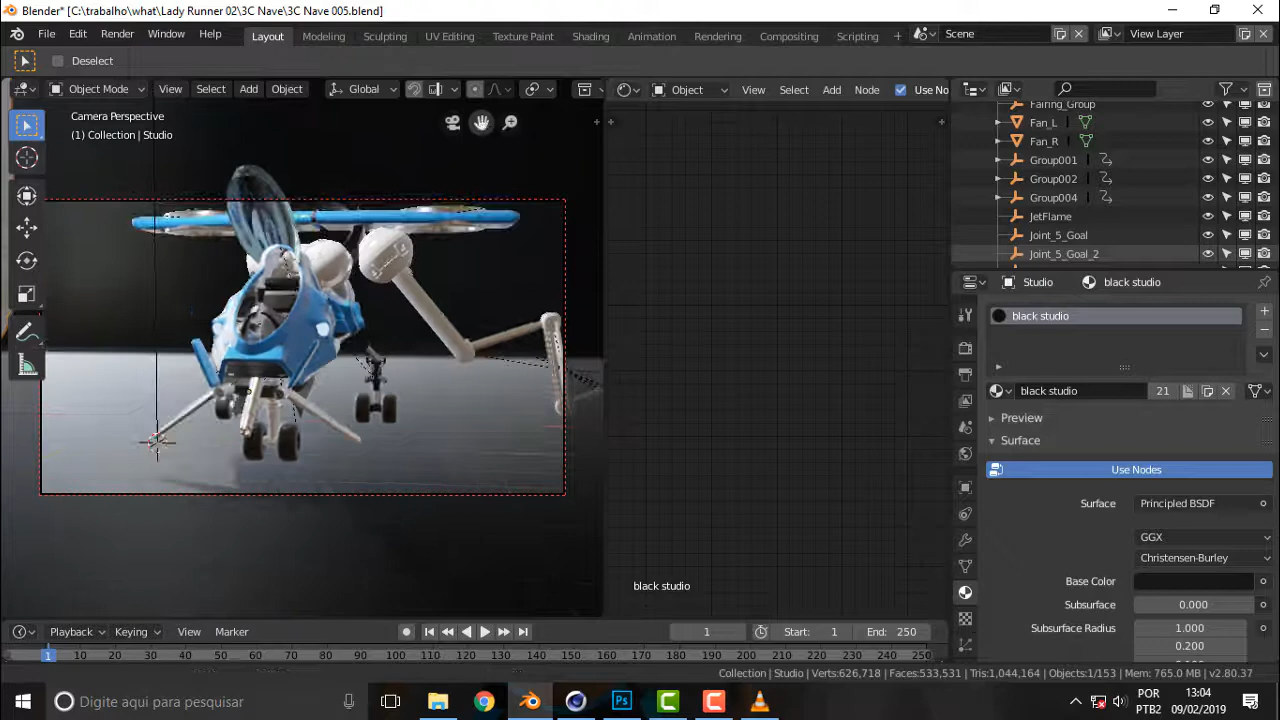 Blender* [C:\trabalho\what\Lady Runner 02\3C Nave\3C Nave 005.blend]
File Edit Render Window Help Layout Modeling Sculpting UV Editing Texture Paint Shading Animation Rendering Compositing Scripting + Scene View Layer
Deselect
Object Mode View Select Add Object Global Object View Select Add Node Use No
Camera Perspective
(1) Collection | Studio
Fairing_Group
Fan_L
Fan_R
Group001
Group002
Group004
JetFlame
Joint_5_Goal
Joint_5_Goal_2
Studio black studio
black studio
black studio 21
Preview
Surface
Use Nodes
Surface Principled BSDF
GGX
Christensen-Burley
Base Color
Subsurface 0.000
Subsurface Radius 1.000
0.200
black studio
Playback Keying View Marker 1 Start: 1 End: 250
1 10 20 30 40 50 60 70 80 90 100 110 120 130 140 150 160 170 180 190 200 210 220 230 240 250
Collection | Studio | Verts:626,718 | Faces:533,531 | Tris:1,044,164 | Objects:1/153 | Mem: 765.0 MB | v2.80.37
Digite aqui para pesquisar
POR
PTB2
13:04
09/02/2019